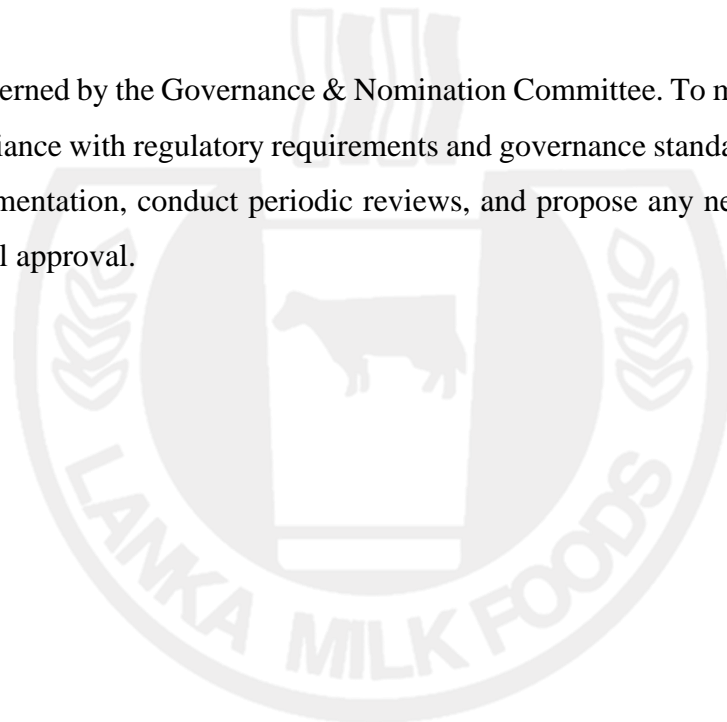 erned by the Governance & Nomination Committee. To m
iance with regulatory requirements and governance standa
mentation, conduct periodic reviews, and propose any ne
l approval.
LANKA MILK FOODS